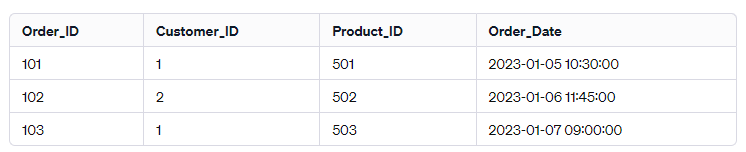 Order_ID Customer_ID Product_ID Order_Date
101 1 501 2023-01-05 10:30:00
102 2 502 2023-01-06 11:45:00
103 1 503 2023-01-07 09:00:00